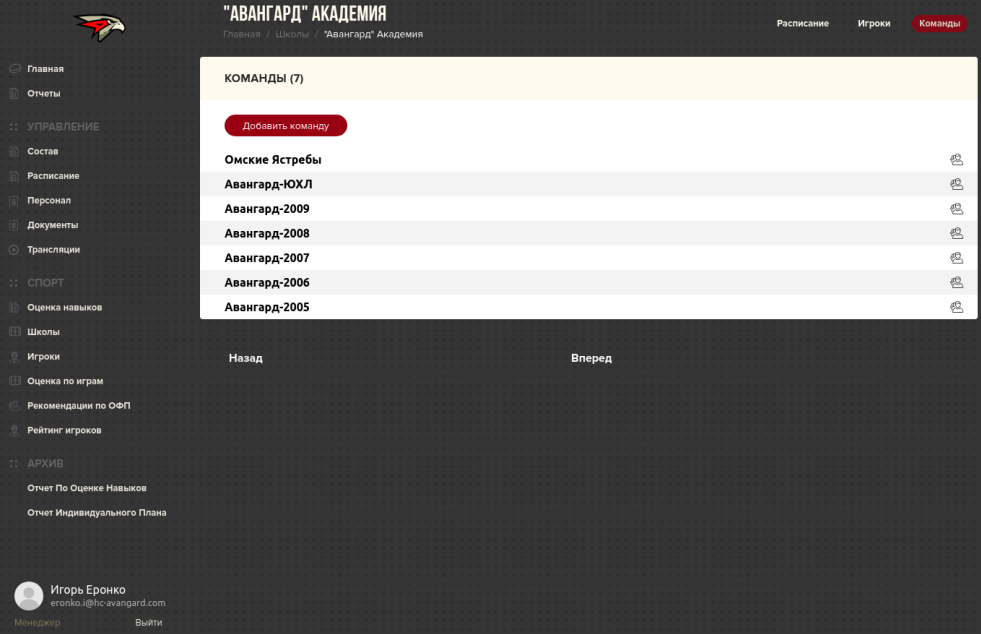 "АВАНГАРД" АКАДЕМИЯ
Главная / Школы / "Авангард" Академия
Расписание Игроки Команды
Главная
Отчеты
УПРАВЛЕНИЕ
Состав
Расписание
Персонал
Документы
Трансляции
СПОРТ
Оценка навыков
Школы
Игроки
Оценка по играм
Рекомендации по ОФП
Рейтинг игроков
АРХИВ
Отчет По Оценке Навыков
Отчет Индивидуального Плана
Игорь Еронко
eronko.i@hc-avangard.com
Менеджер Выйти
КОМАНДЫ (7)
Добавить команду
Омские Ястребы
Авангард-ЮХЛ
Авангард-2009
Авангард-2008
Авангард-2007
Авангард-2006
Авангард-2005
Назад Вперед